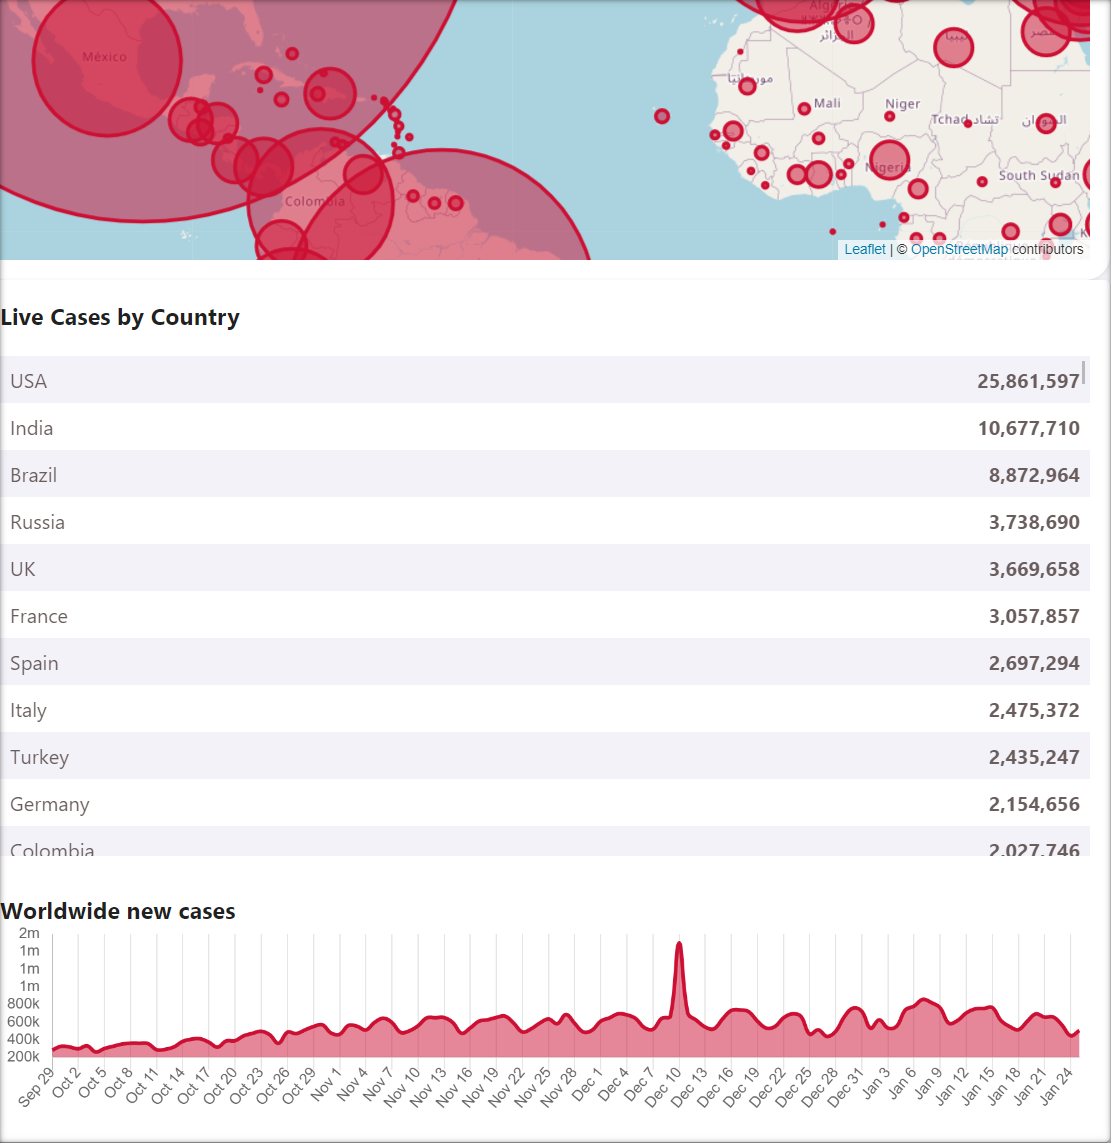 Algeria
México
موريتانيا
Mali
Niger
Tchad تشاد
السودان
Nigeria
South Sudan
Colombia
Leaflet | © OpenStreetMap contributors
Live Cases by Country
USA 25,861,597
India 10,677,710
Brazil 8,872,964
Russia 3,738,690
UK 3,669,658
France 3,057,857
Spain 2,697,294
Italy 2,475,372
Turkey 2,435,247
Germany 2,154,656
Colombia 2,027,746
Worldwide new cases
2m
1m
1m
1m
800k
600k
400k
200k
Sep 29 Oct 2 Oct 5 Oct 8 Oct 11 Oct 14 Oct 17 Oct 20 Oct 23 Oct 26 Oct 29 Nov 1 Nov 4 Nov 7 Nov 10 Nov 13 Nov 16 Nov 19 Nov 22 Nov 25 Nov 28 Dec 1 Dec 4 Dec 7 Dec 10 Dec 13 Dec 16 Dec 19 Dec 22 Dec 25 Dec 28 Dec 31 Jan 3 Jan 6 Jan 9 Jan 12 Jan 15 Jan 18 Jan 21 Jan 24